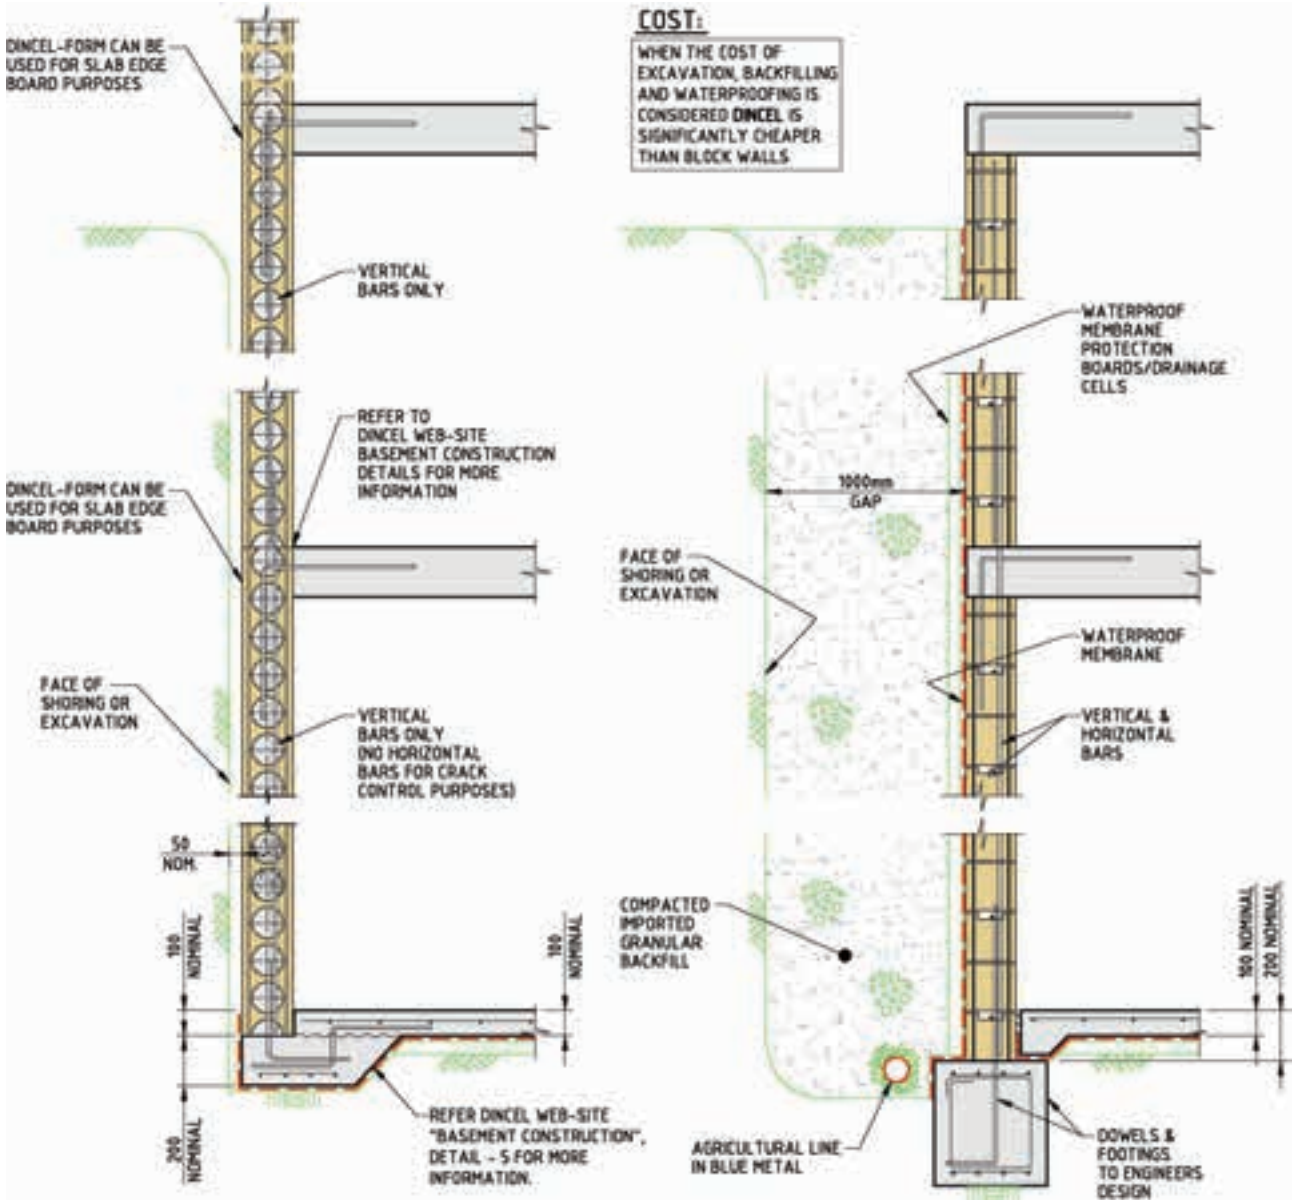 DINCEL-FORM CAN BE
USED FOR SLAB EDGE
BOARD PURPOSES
VERTICAL
BARS ONLY
REFER TO
DINCEL WEB-SITE
BASEMENT CONSTRUCTION
DETAILS FOR MORE
INFORMATION
DINCEL-FORM CAN BE
USED FOR SLAB EDGE
BOARD PURPOSES
FACE OF
SHORING OR
EXCAVATION
VERTICAL
BARS ONLY
(NO HORIZONTAL
BARS FOR CRACK
CONTROL PURPOSES)
50
NOM.
100
NOMINAL
100
NOMINAL
200
NOMINAL
REFER DINCEL WEB-SITE
"BASEMENT CONSTRUCTION",
DETAIL - 5 FOR MORE
INFORMATION.
COST:
WHEN THE COST OF
EXCAVATION, BACKFILLING
AND WATERPROOFING IS
CONSIDERED DINCEL IS
SIGNIFICANTLY CHEAPER
THAN BLOCK WALLS
WATERPROOF
MEMBRANE
PROTECTION
BOARDS/DRAINAGE
CELLS
1000mm
GAP
FACE OF
SHORING OR
EXCAVATION
WATERPROOF
MEMBRANE
VERTICAL &
HORIZONTAL
BARS
COMPACTED
IMPORTED
GRANULAR
BACKFILL
100 NOMINAL
200 NOMINAL
AGRICULTURAL LINE
IN BLUE METAL
DOWELS &
FOOTINGS
TO ENGINEERS
DESIGN